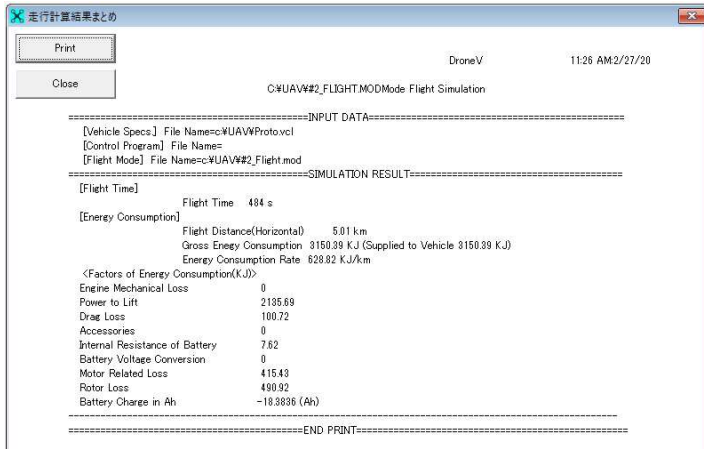 走行計算結果まとめ
Print
DroneV 11:26 AM:2/27/20
Close
C:¥UAV¥#2_FLIGHT.MODMode Flight Simulation
=============================================INPUT DATA================================================
[Vehicle Specs.] File Name=c:¥UAV¥Proto.vcl
[Control Program] File Name=
[Flight Mode] File Name=c:¥UAV¥#2_Flight.mod
=============================================SIMULATION RESULT========================================
[Flight Time]
Flight Time 484 s
[Energy Consumption]
Flight Distance(Horizontal) 5.01 km
Gross Enegy Consumption 3150.39 KJ (Supplied to Vehicle 3150.39 KJ)
Energy Consumption Rate 628.82 KJ/km
<Factors of Energy Consumption(KJ)>
Engine Mechanical Loss 0
Power to Lift 2135.69
Drag Loss 100.72
Accessories 0
Internal Resistance of Battery 7.62
Battery Voltage Conversion 0
Motor Related Loss 415.43
Rotor Loss 490.92
Battery Charge in Ah -18.3836 (Ah)
--------------------------------------------------------------------------------------------------------
============================================END PRINT===================================================